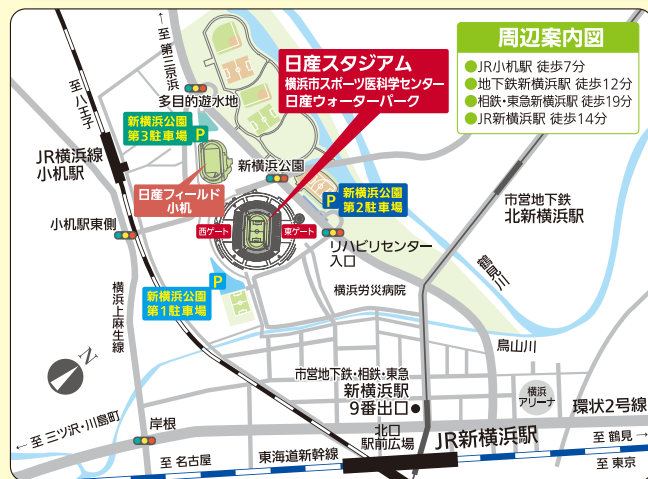 周辺案内図
●JR小机駅 徒歩7分
●地下鉄新横浜駅 徒歩12分
●相鉄・東急新横浜駅 徒歩19分
●JR新横浜駅 徒歩14分
日産スタジアム
横浜市スポーツ医科学センター
日産ウォーターパーク
← 至 第三京浜
多目的遊水地
至 八王子
新横浜公園
第3駐車場
P
JR横浜線
小机駅
新横浜公園
日産フィールド
小机
P
新横浜公園
第2駐車場
市営地下鉄
北新横浜駅
小机駅東側
西ゲート
東ゲート
リハビリセンター
入口
鶴見川
横浜労災病院
P
新横浜公園
第1駐車場
横浜上麻生線
N
鳥山川
市営地下鉄・相鉄・東急
新横浜駅
9番出口
横浜
アリーナ
環状2号線
← 至 三ツ沢・川島町
岸根
北口
駅前広場
JR新横浜駅
至 鶴見 →
至 名古屋
東海道新幹線
至 東京